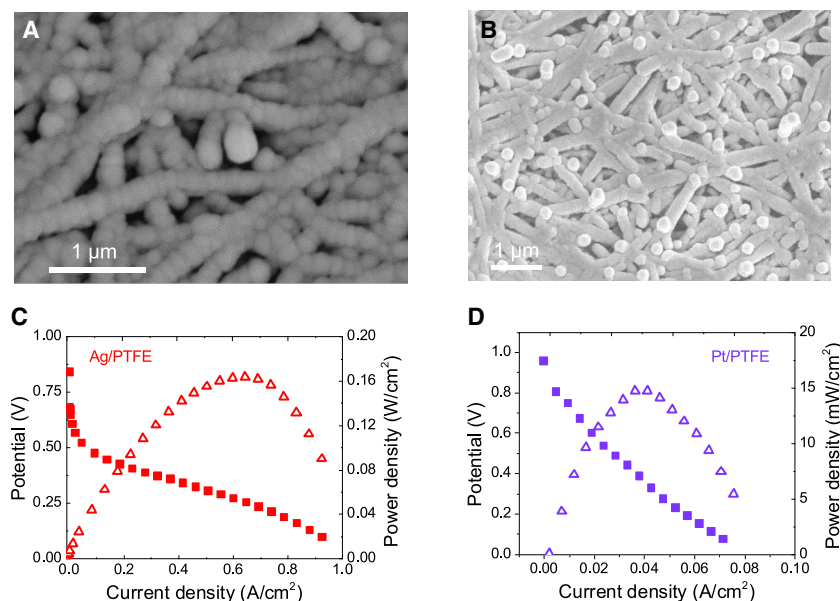 A
1 μm
B
1 μm
C
Ag/PTFE
1.00
0.75
0.50
0.25
0.00
Potential (V)
0.20
0.16
0.12
0.08
0.04
0.00
Power density (W/cm²)
0.0 0.2 0.4 0.6 0.8 1.0
Current density (A/cm²)
D
Pt/PTFE
1.0
0.8
0.6
0.4
0.2
0.0
Potential (V)
20
15
10
5
0
Power density (mW/cm²)
0.00 0.02 0.04 0.06 0.08 0.10
Current density (A/cm²)